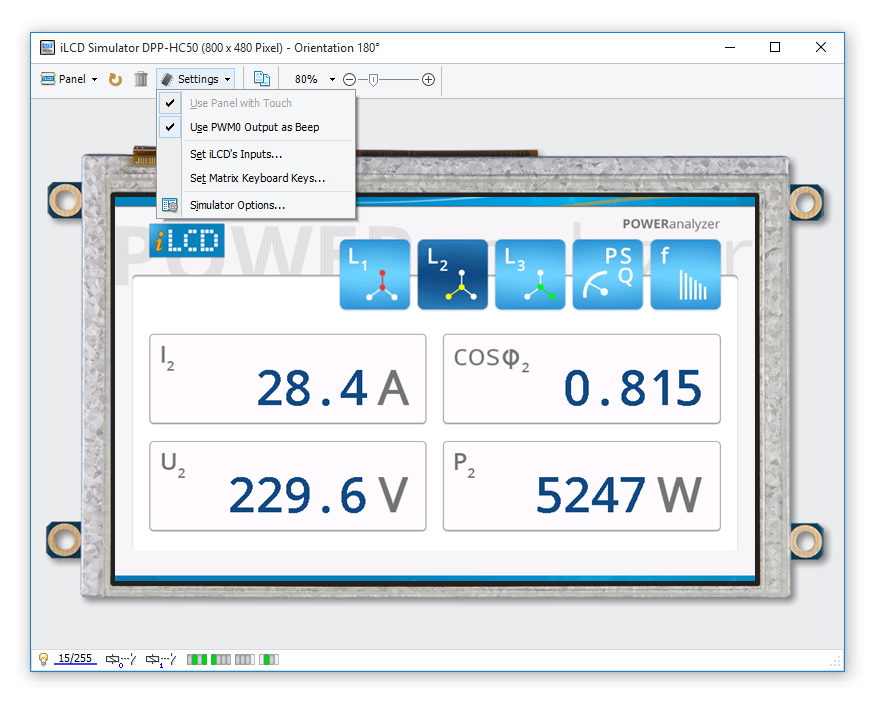 iLCD Simulator DPP-HC50 (800 x 480 Pixel) - Orientation 180°
Panel Settings 80%
Use Panel with Touch
Use PWM0 Output as Beep
Set iLCD's Inputs...
Set Matrix Keyboard Keys...
Simulator Options...
POWERanalyzer
iLCD
L1 L2 L3 PS Q f
I2
28.4 A
COSφ2
0.815
U2
229.6 V
P2
5247 W
15/255 0 1